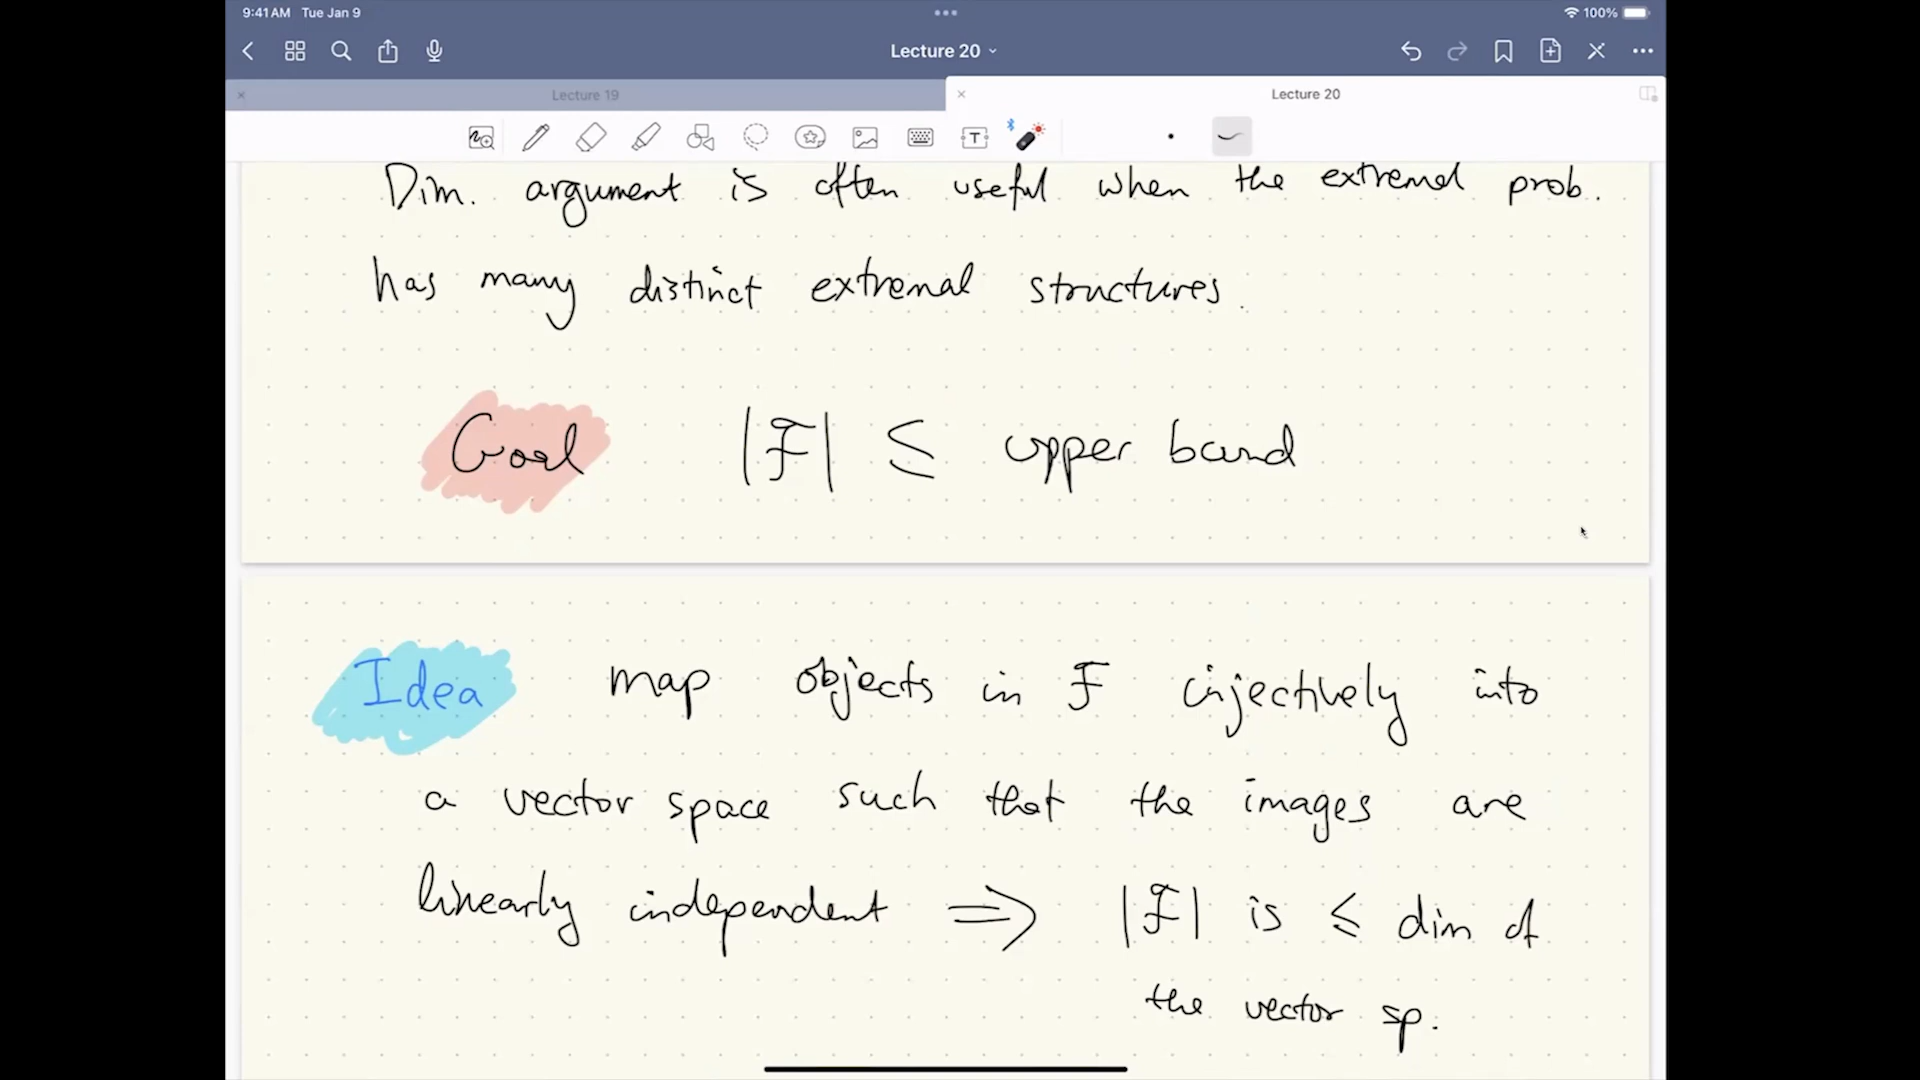 9:41 AM Tue Jan 9
100%
Lecture 20
Lecture 19
Lecture 20
T
Dim. argument is often useful when the extremal prob.
has many distinct extremal structures.
Goal |F| ≤ upper bound
Idea map objects in F injectively into
a vector space such that the images are
linearly independent ⇒ |F| is ≤ dim of
the vector sp.